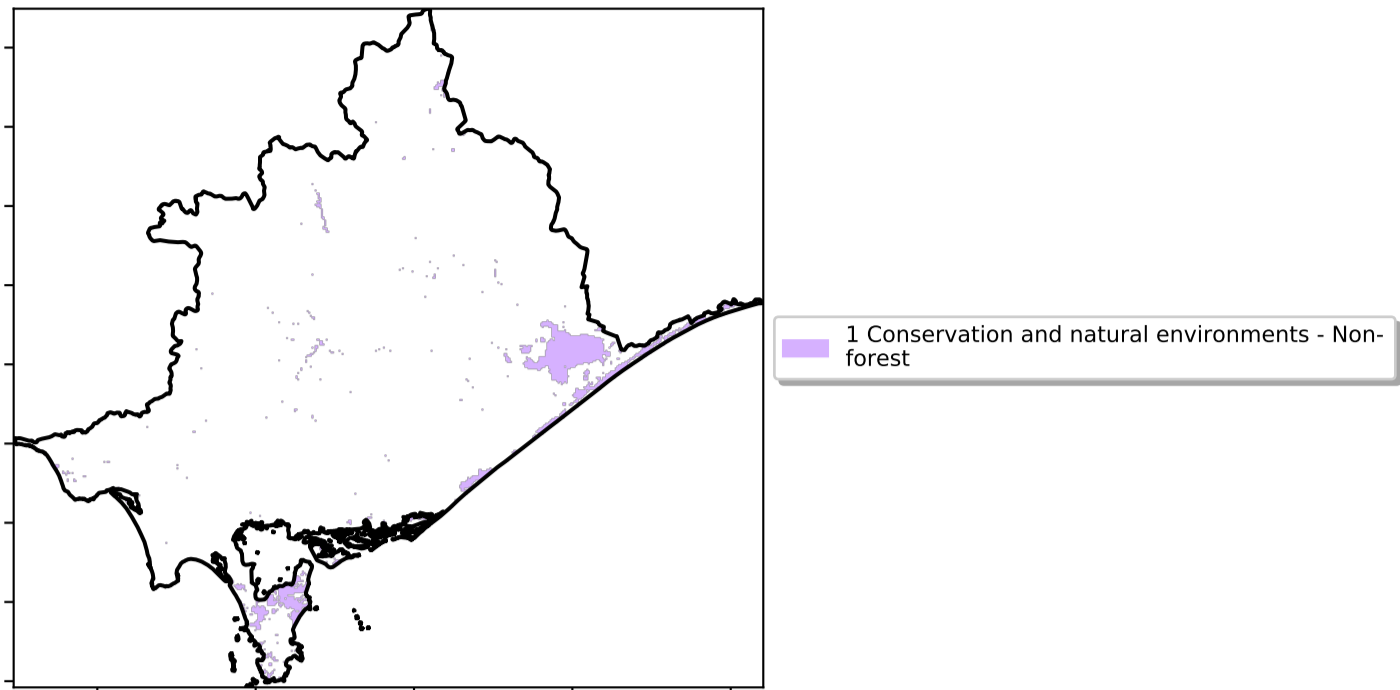 1 Conservation and natural environments - Non-
forest